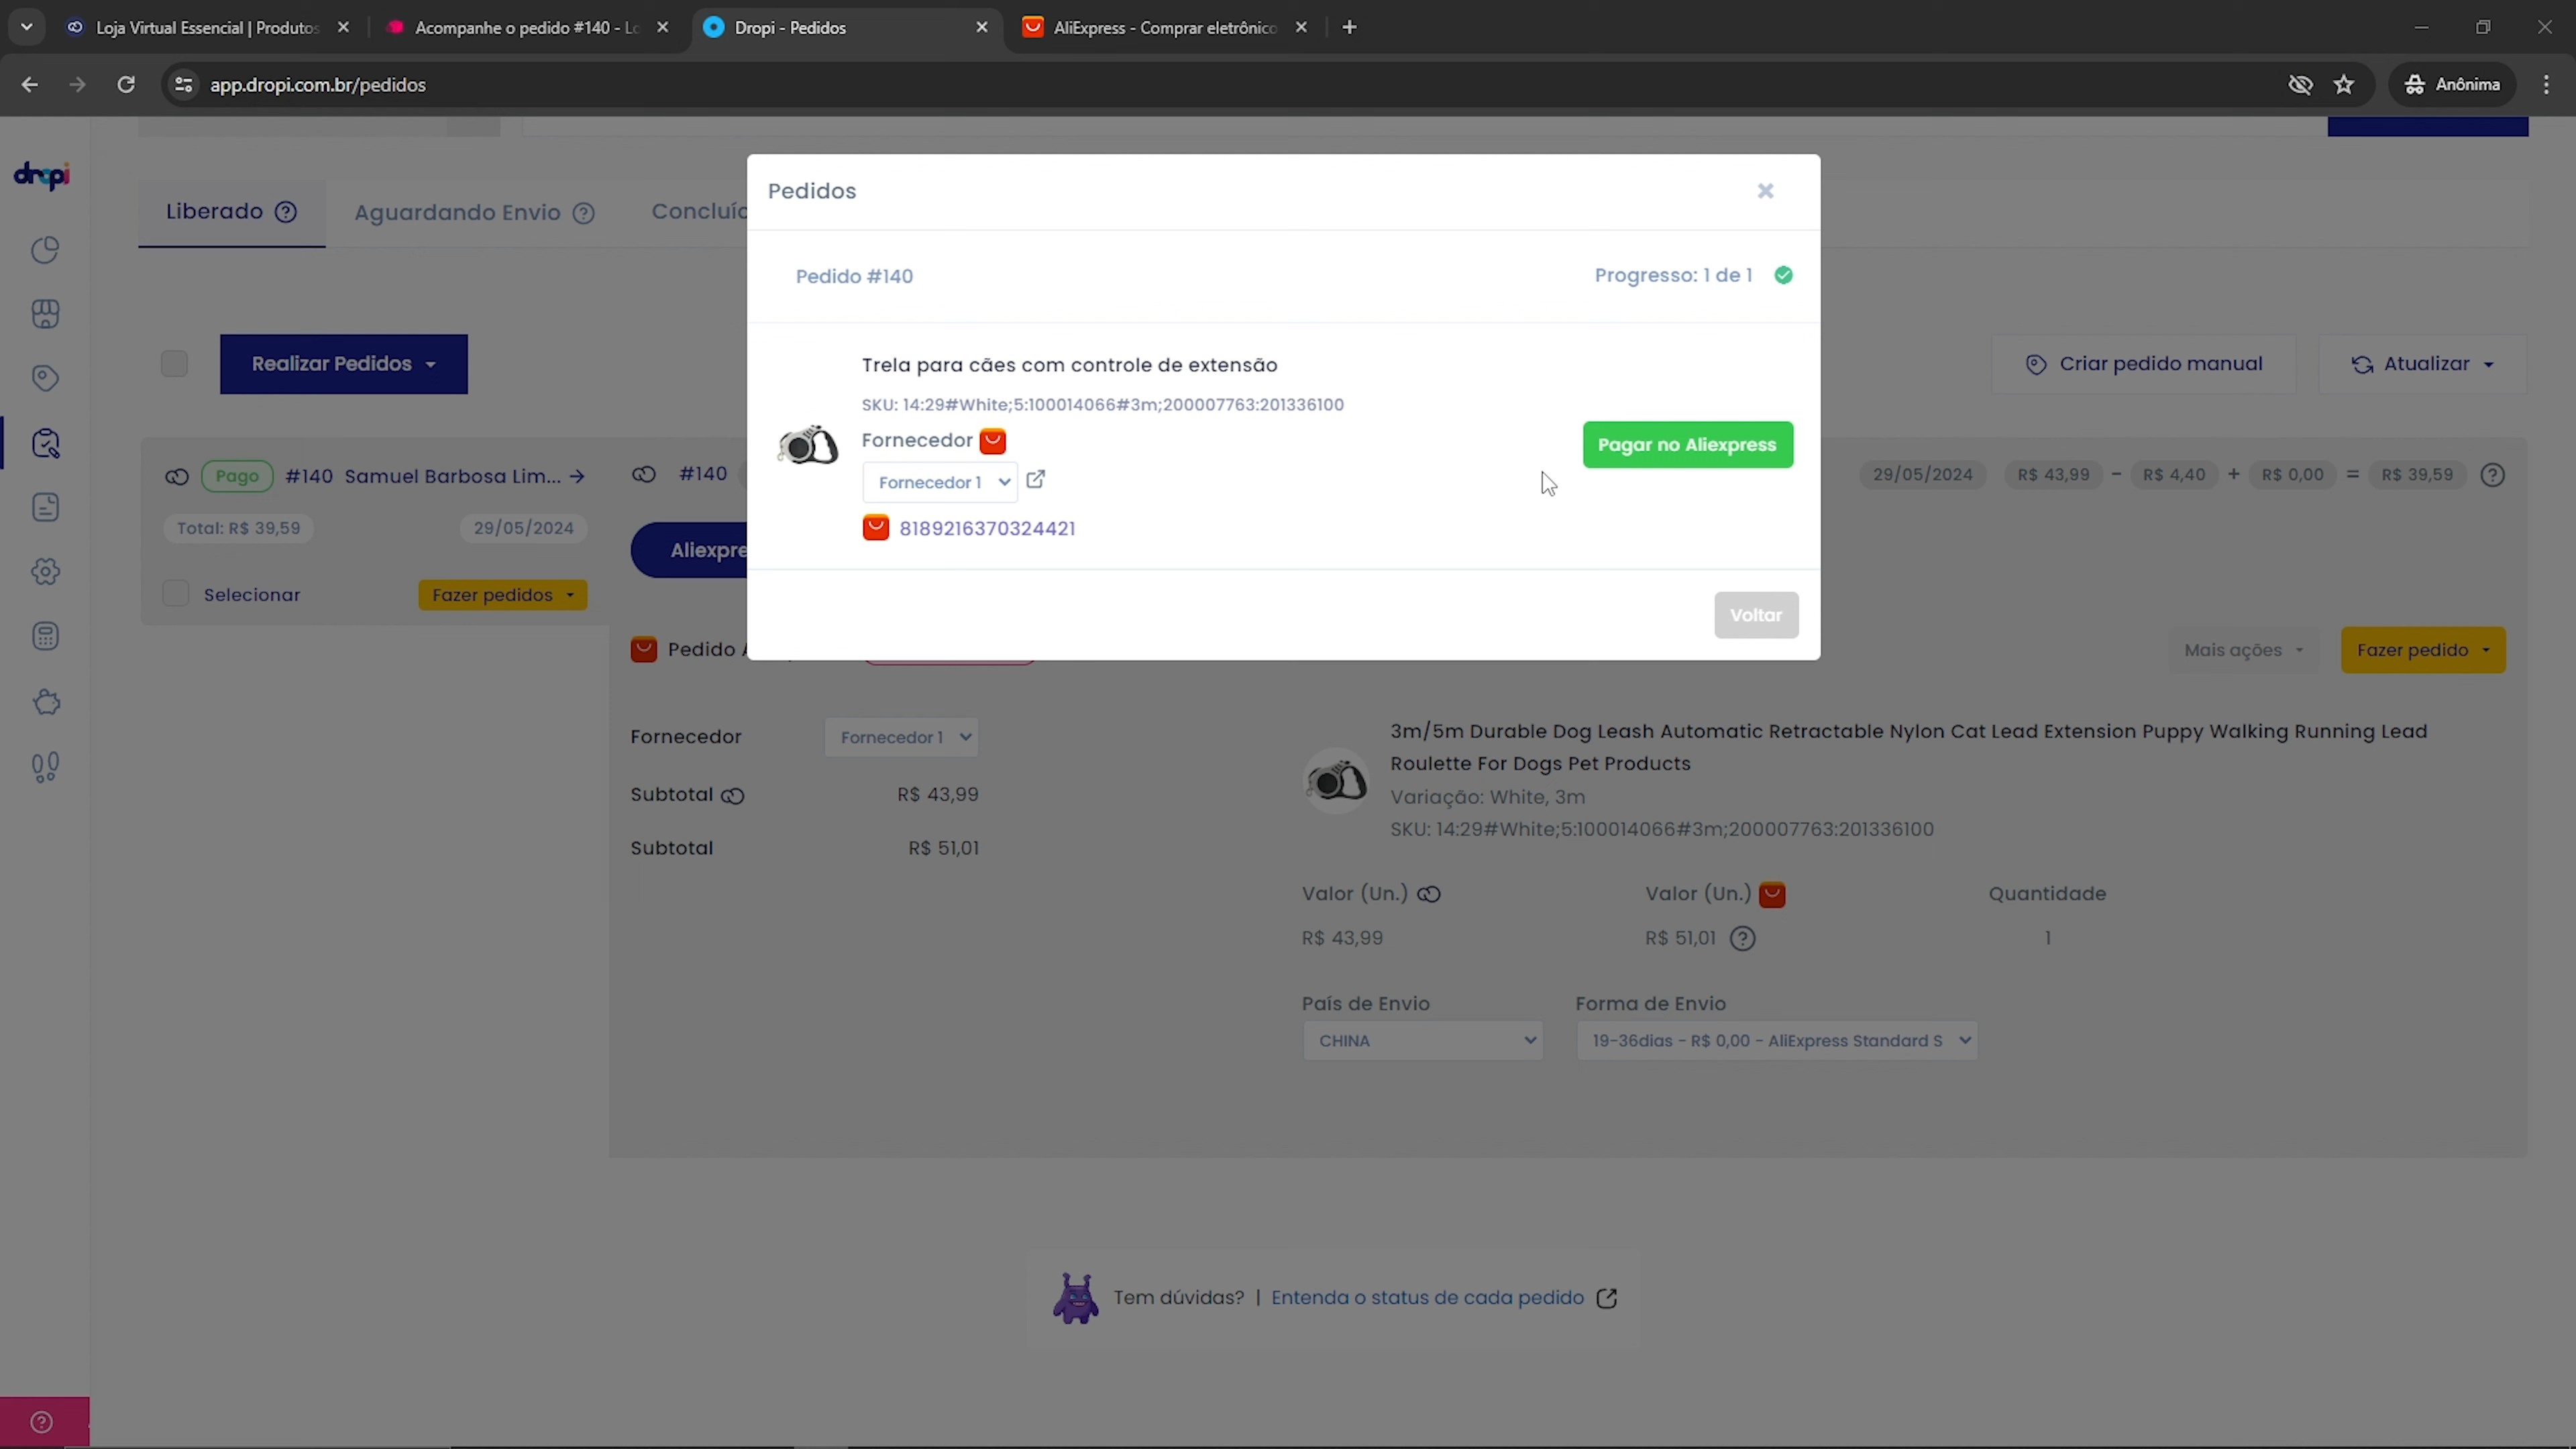 Loja Virtual Essencial | Produtos
Acompanhe o pedido #140 - Lo
Dropi - Pedidos
AliExpress - Comprar eletrônico
app.dropi.com.br/pedidos
Anônima
dropi
Liberado
Aguardando Envio
Realizar Pedidos
Criar pedido manual
Atualizar
Pedidos
Pedido #140
Progresso: 1 de 1
Trela para cães com controle de extensão
SKU: 14:29#White;5:100014066#3m;200007763:201336100
Fornecedor
Fornecedor 1
8189216370324421
Pagar no Aliexpress
Voltar
Pago #140 Samuel Barbosa Lim...
Total: R$ 39,59 29/05/2024
Selecionar Fazer pedidos
#140
29/05/2024 R$ 43,99 - R$ 4,40 + R$ 0,00 = R$ 39,59
Aliexpre
Pedido A
Mais ações Fazer pedido
Fornecedor Fornecedor 1
Subtotal R$ 43,99
Subtotal R$ 51,01
3m/5m Durable Dog Leash Automatic Retractable Nylon Cat Lead Extension Puppy Walking Running Lead
Roulette For Dogs Pet Products
Variação: White, 3m
SKU: 14:29#White;5:100014066#3m;200007763:201336100
Valor (Un.) Valor (Un.) Quantidade
R$ 43,99 R$ 51,01 1
País de Envio Forma de Envio
CHINA 19-36dias - R$ 0,00 - AliExpress Standard S
Tem dúvidas? | Entenda o status de cada pedido